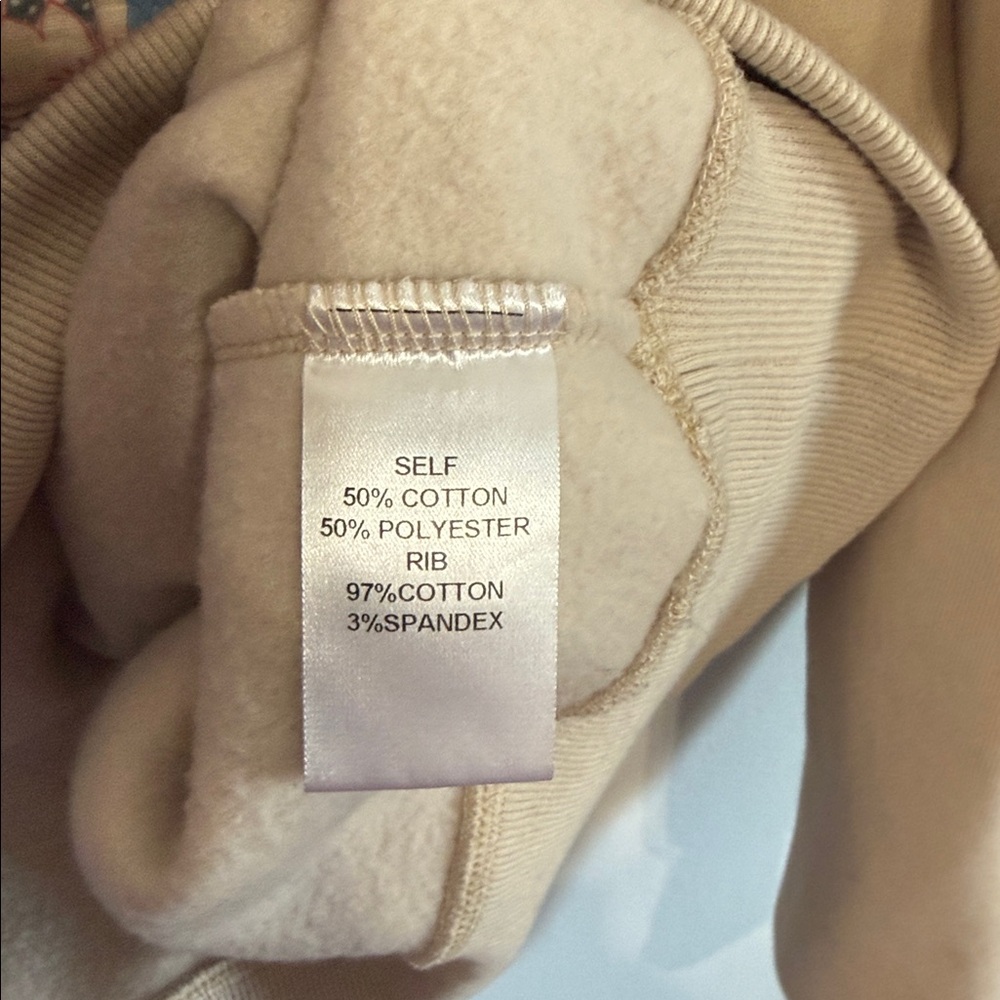 SELF
50% COTTON
50% POLYESTER
RIB
97%COTTON
3%SPANDEX